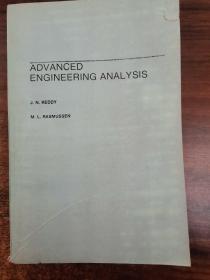 ADVANCED
ENGINEERING ANALYSIS
J. N. REDDY
M. L. RASMUSSEN